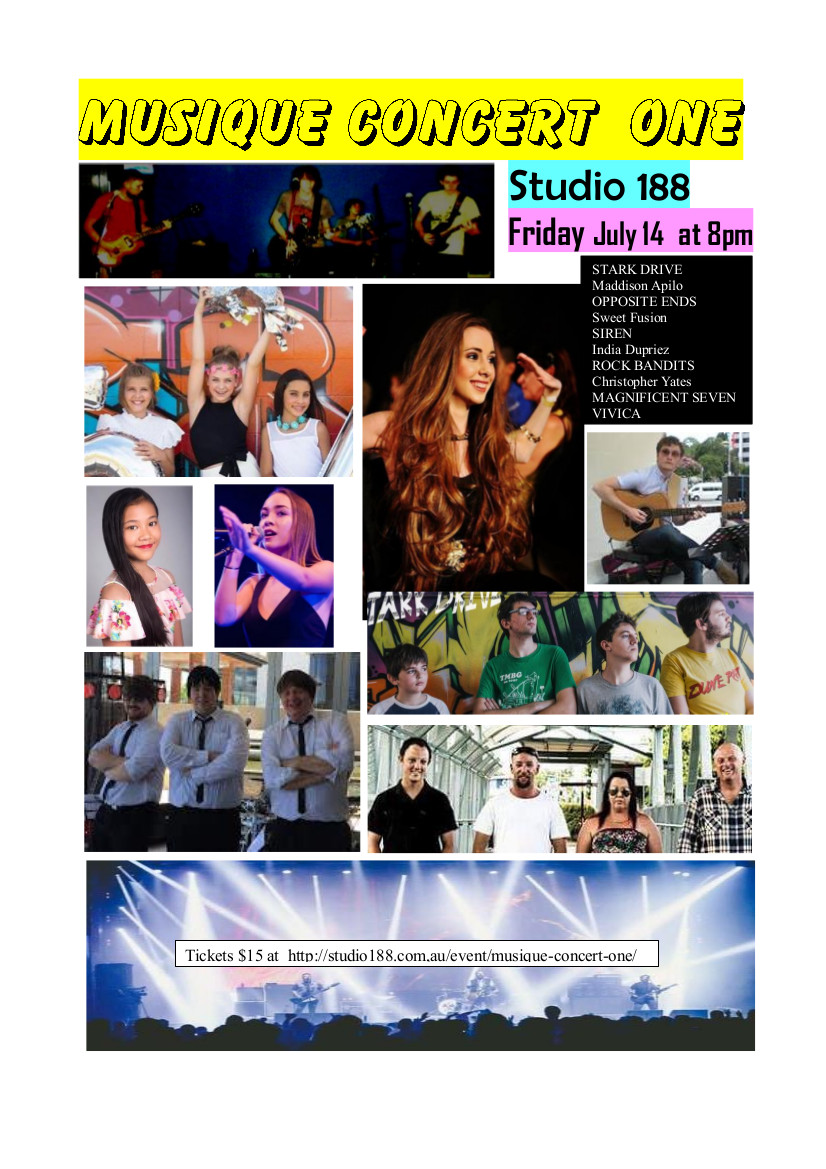 MUSIQUE CONCERT ONE
Studio 188
Friday July 14 at 8pm
STARK DRIVE
Maddison Apilo
OPPOSITE ENDS
Sweet Fusion
SIREN
India Dupriez
ROCK BANDITS
Christopher Yates
MAGNIFICENT SEVEN
VIVICA
TARK DRIVE
TMBG
Tickets $15 at http://studio188.com.au/event/musique-concert-one/